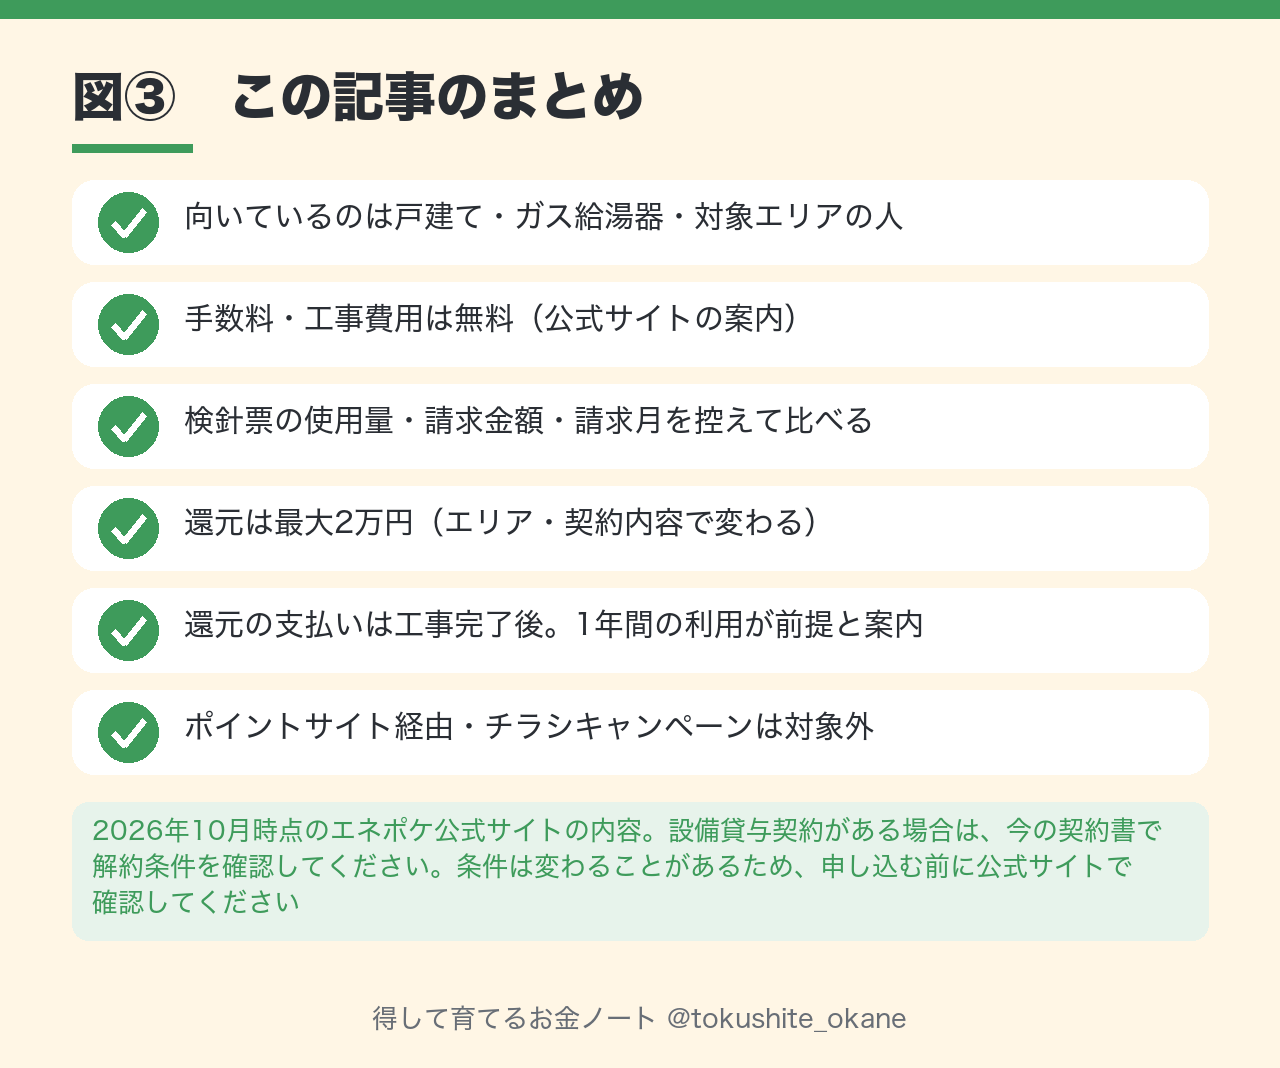 図③　この記事のまとめ
向いているのは戸建て・ガス給湯器・対象エリアの人
手数料・工事費用は無料（公式サイトの案内）
検針票の使用量・請求金額・請求月を控えて比べる
還元は最大2万円（エリア・契約内容で変わる）
還元の支払いは工事完了後。1年間の利用が前提と案内
ポイントサイト経由・チラシキャンペーンは対象外
2026年10月時点のエネポケ公式サイトの内容。設備貸与契約がある場合は、今の契約書で
解約条件を確認してください。条件は変わることがあるため、申し込む前に公式サイトで
確認してください
得して育てるお金ノート @tokushite_okane